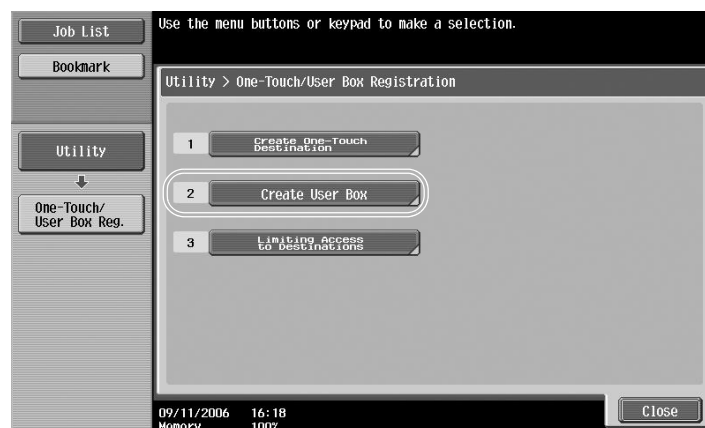 Job List
Bookmark
Use the menu buttons or keypad to make a selection.
Utility > One-Touch/User Box Registration
Utility
One-Touch/
User Box Reg.
1 Create One-Touch
Destination
2 Create User Box
3 Limiting Access
to Destinations
09/11/2006 16:18
Memory 100%
Close